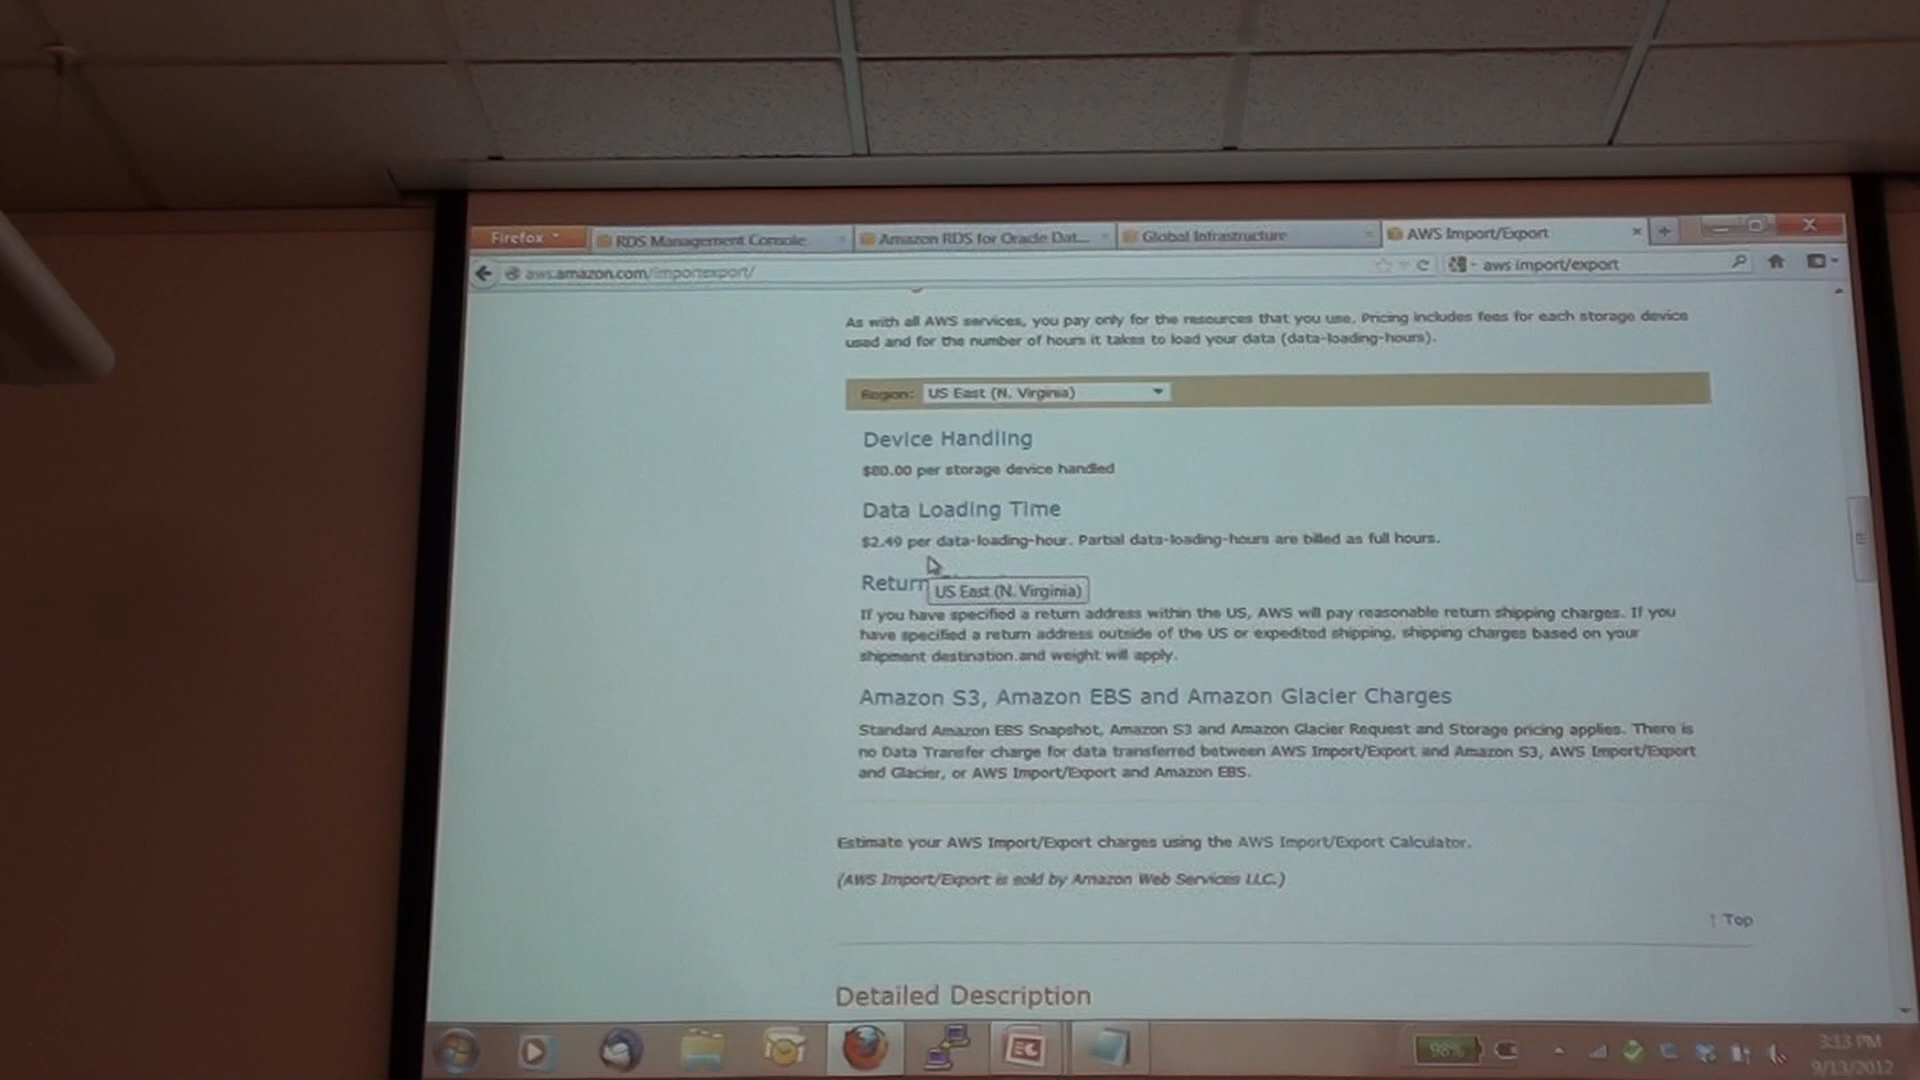 Firefox
RDS Management Console
Amazon RDS for Oracle Dat...
Global Infrastructure
AWS Import/Export
aws.amazon.com/importexport/
aws import/export
As with all AWS services, you pay only for the resources that you use. Pricing includes fees for each storage device
used and for the number of hours it takes to load your data (data-loading-hours).
Region: US East (N. Virginia)
Device Handling
$80.00 per storage device handled
Data Loading Time
$2.49 per data-loading-hour. Partial data-loading-hours are billed as full hours.
Return
US East (N. Virginia)
If you have specified a return address within the US, AWS will pay reasonable return shipping charges. If you
have specified a return address outside of the US or expedited shipping, shipping charges based on your
shipment destination and weight will apply.
Amazon S3, Amazon EBS and Amazon Glacier Charges
Standard Amazon EBS Snapshot, Amazon S3 and Amazon Glacier Request and Storage pricing applies. There is
no Data Transfer charge for data transferred between AWS Import/Export and Amazon S3, AWS Import/Export
and Glacier, or AWS Import/Export and Amazon EBS.
Estimate your AWS Import/Export charges using the AWS Import/Export Calculator.
(AWS Import/Export is sold by Amazon Web Services LLC.)
↑ Top
Detailed Description
98%
3:13 PM
9/13/2012